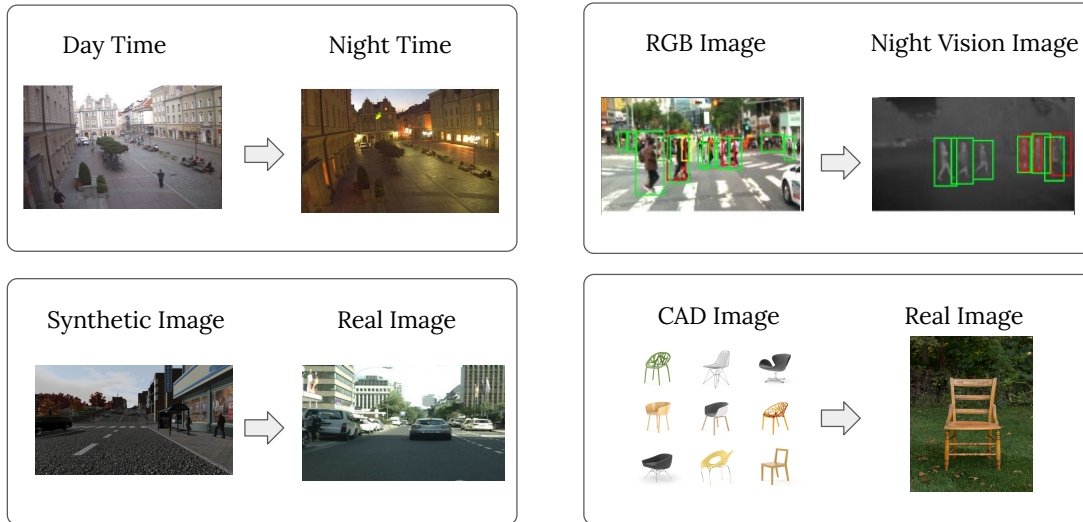 Day Time
Night Time
RGB Image
Night Vision Image
Synthetic Image
Real Image
CAD Image
Real Image